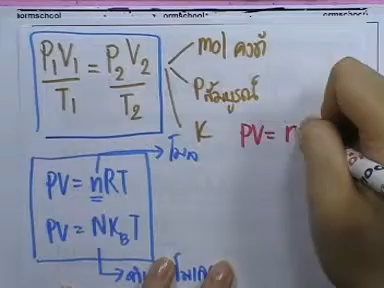 ormschool
P₁V₁/T₁ = P₂V₂/T₂
mol คงที่
Pสัมบูรณ์
K
PV =
โมล
PV = nRT
PV = NK_BT